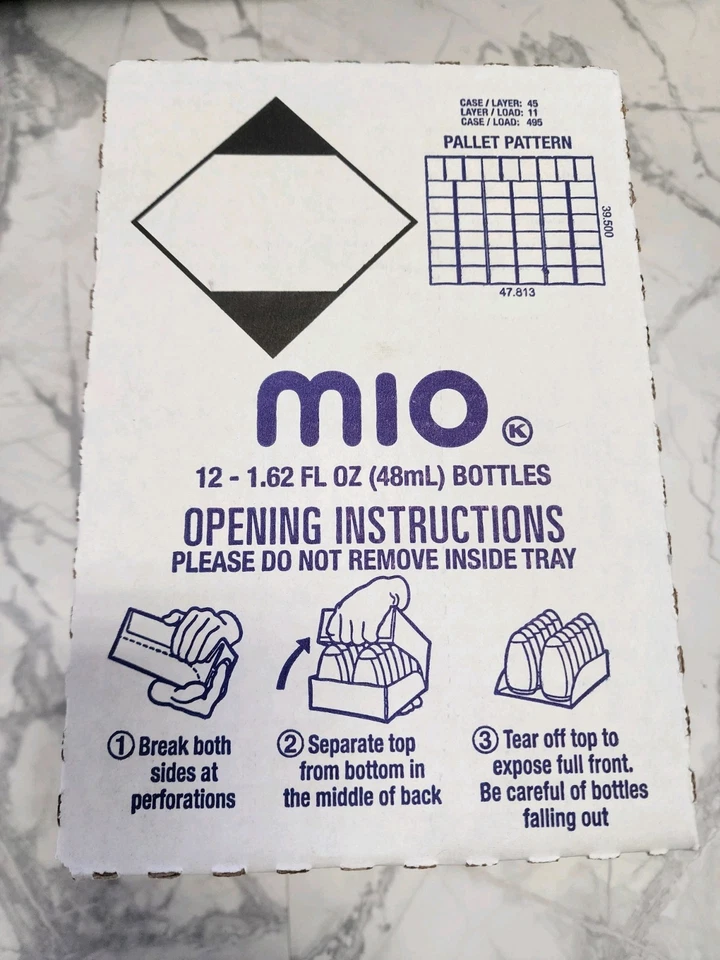 CASE / LAYER: 45
LAYER / LOAD: 11
CASE / LOAD: 495
PALLET PATTERN
39.500
47.813
mio K
12 - 1.62 FL OZ (48mL) BOTTLES
OPENING INSTRUCTIONS
PLEASE DO NOT REMOVE INSIDE TRAY
1 Break both
sides at
perforations
2 Separate top
from bottom in
the middle of back
3 Tear off top to
expose full front.
Be careful of bottles
falling out